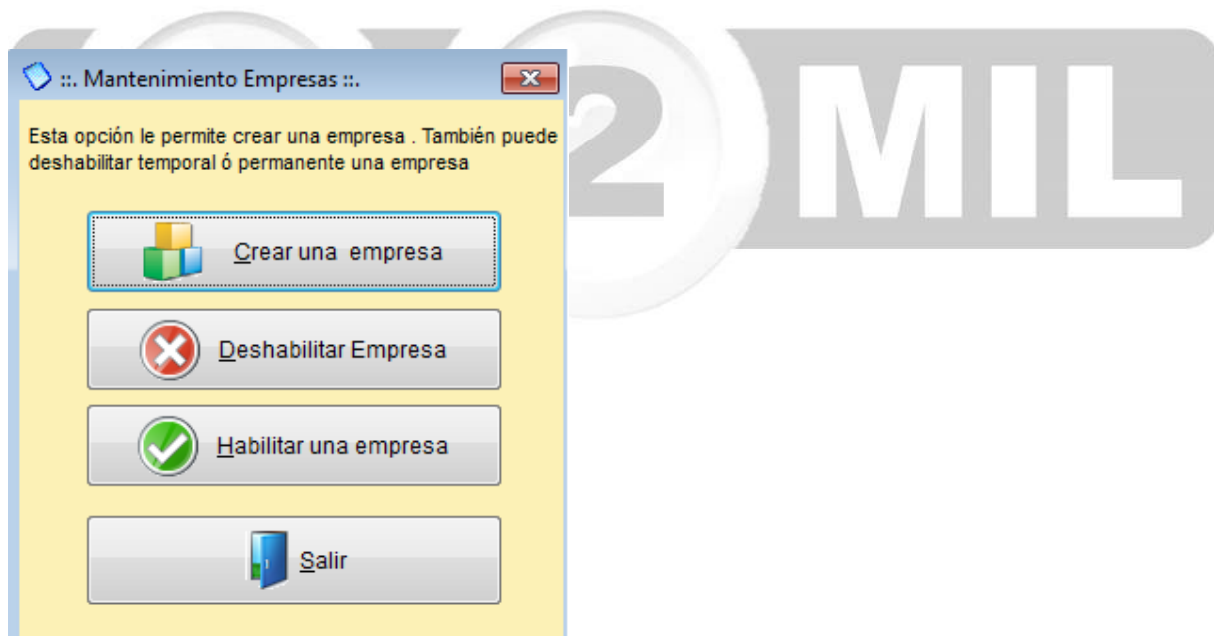 ::. Mantenimiento Empresas ::.
2 MIL
Esta opción le permite crear una empresa . También puede
deshabilitar temporal ó permanente una empresa
Crear una empresa
Deshabilitar Empresa
Habilitar una empresa
Salir